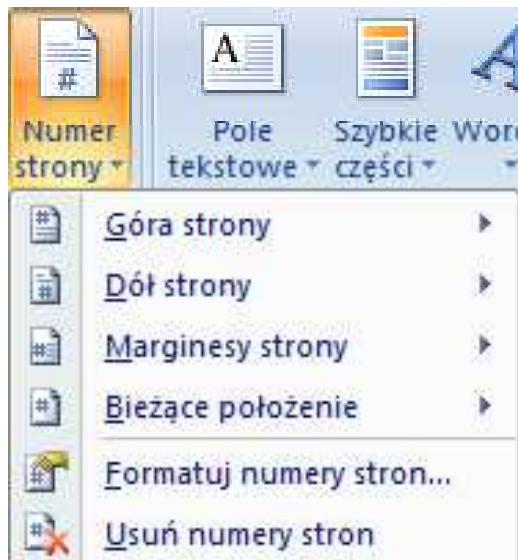 Numer Pole Szybkie
strony tekstowe części
Góra strony
Dół strony
Marginesy strony
Bieżące położenie
Formatuj numery stron...
Usuń numery stron